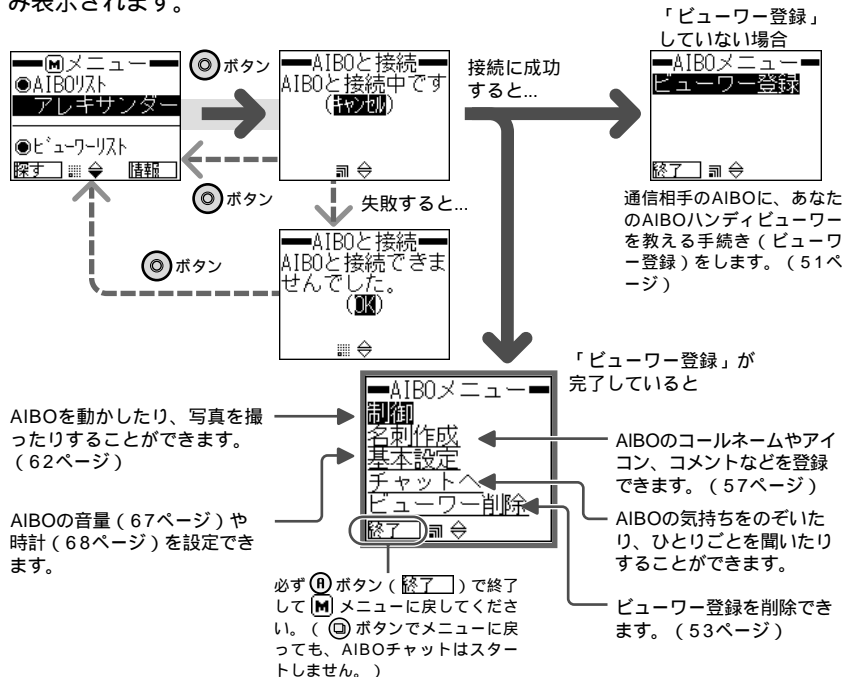 み表示されます。
「ビューワー登録」
していない場合
Mメニュー
◉AIBOリスト
アレキサンダー
◉ビューワーリスト
探す 情報
◎ボタン
AIBOと接続
AIBOと接続中です
(キャンセル)
接続に成功
すると...
AIBOメニュー
ビューワー登録
終了
◎ボタン
失敗すると...
通信相手のAIBOに、あなた
のAIBOハンディビューワー
を教える手続き(ビューワ
ー登録)をします。(51ペ
ージ)
◎ボタン
AIBOと接続
AIBOと接続できま
せんでした。
(OK)
「ビューワー登録」が
完了していると
AIBOメニュー
制御
名刺作成
基本設定
チャットへ
ビューワー削除
終了
AIBOを動かしたり、写真を撮
ったりすることができます。
(62ページ)
AIBOの音量(67ページ)や
時計(68ページ)を設定でき
ます。
AIBOのコールネームやアイ
コン、コメントなどを登録
できます。(57ページ)
AIBOの気持ちをのぞいた
り、ひとりごとを聞いたり
することができます。
ビューワー登録を削除でき
ます。(53ページ)
必ずAボタン(終了)で終了
してMメニューに戻してくださ
い。(ボタンでメニューに戻
っても、AIBOチャットはスター
トしません。)